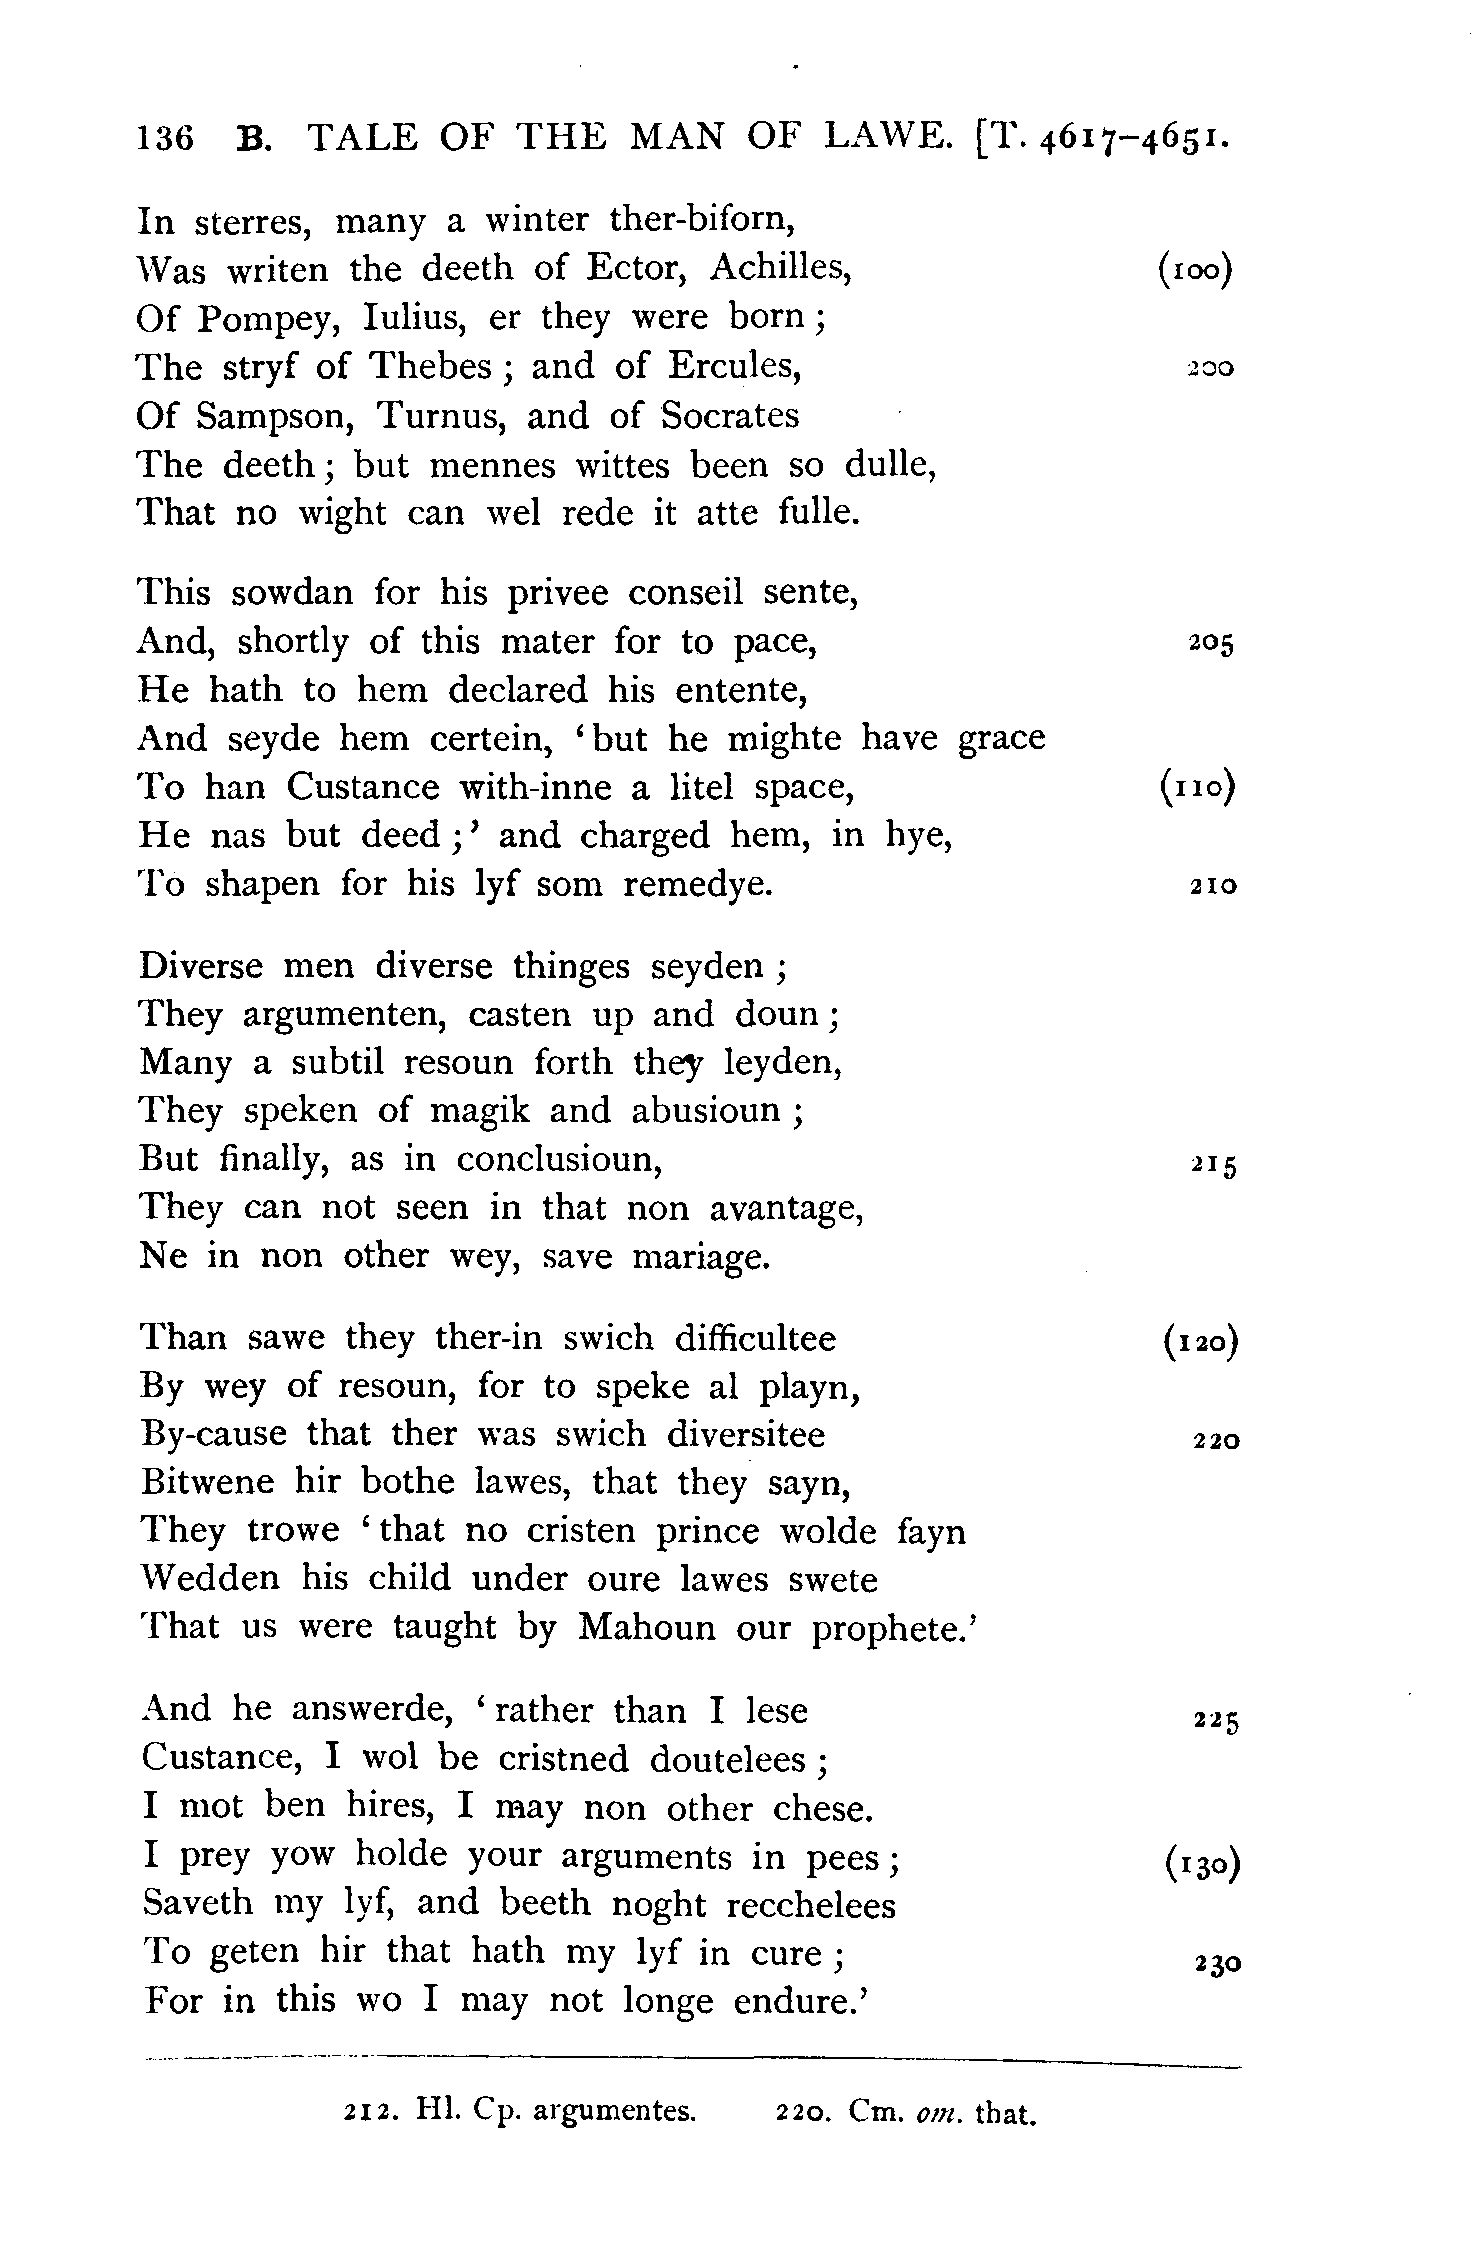 136 B. TALE OF THE MAN OF LAWE. [T. 4617–4651.
In sterres, many a winter ther-biforn,
Was writen the deeth of Ector, Achilles, (100)
Of Pompey, Iulius, er they were born ;
The stryf of Thebes ; and of Ercules, 200
Of Sampson, Turnus, and of Socrates
The deeth ; but mennes wittes been so dulle,
That no wight can wel rede it atte fulle.
This sowdan for his privee conseil sente,
And, shortly of this mater for to pace, 205
He hath to hem declared his entente,
And seyde hem certein, ‘but he mighte have grace
To han Custance with-inne a litel space, (110)
He nas but deed ;’ and charged hem, in hye,
To shapen for his lyf som remedye. 210
Diverse men diverse thinges seyden ;
They argumenten, casten up and doun ;
Many a subtil resoun forth they leyden,
They speken of magik and abusioun ;
But finally, as in conclusioun, 215
They can not seen in that non avantage,
Ne in non other wey, save mariage.
Than sawe they ther-in swich difficultee (120)
By wey of resoun, for to speke al playn,
By-cause that ther was swich diversitee 220
Bitwene hir bothe lawes, that they sayn,
They trowe ‘that no cristen prince wolde fayn
Wedden his child under oure lawes swete
That us were taught by Mahoun our prophete.’
And he answerde, ‘rather than I lese 225
Custance, I wol be cristned doutelees ;
I mot ben hires, I may non other chese.
I prey yow holde your arguments in pees ; (130)
Saveth my lyf, and beeth noght recchelees
To geten hir that hath my lyf in cure ; 230
For in this wo I may not longe endure.’
212. Hl. Cp. argumentes. 220. Cm. om. that.